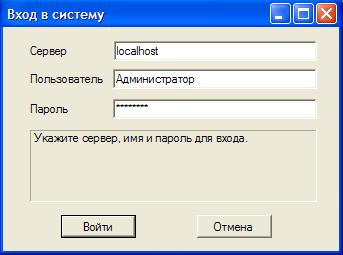 Вход в систему
Сервер localhost
Пользователь Администратор
Пароль ********
Укажите сервер, имя и пароль для входа.
Войти Отмена